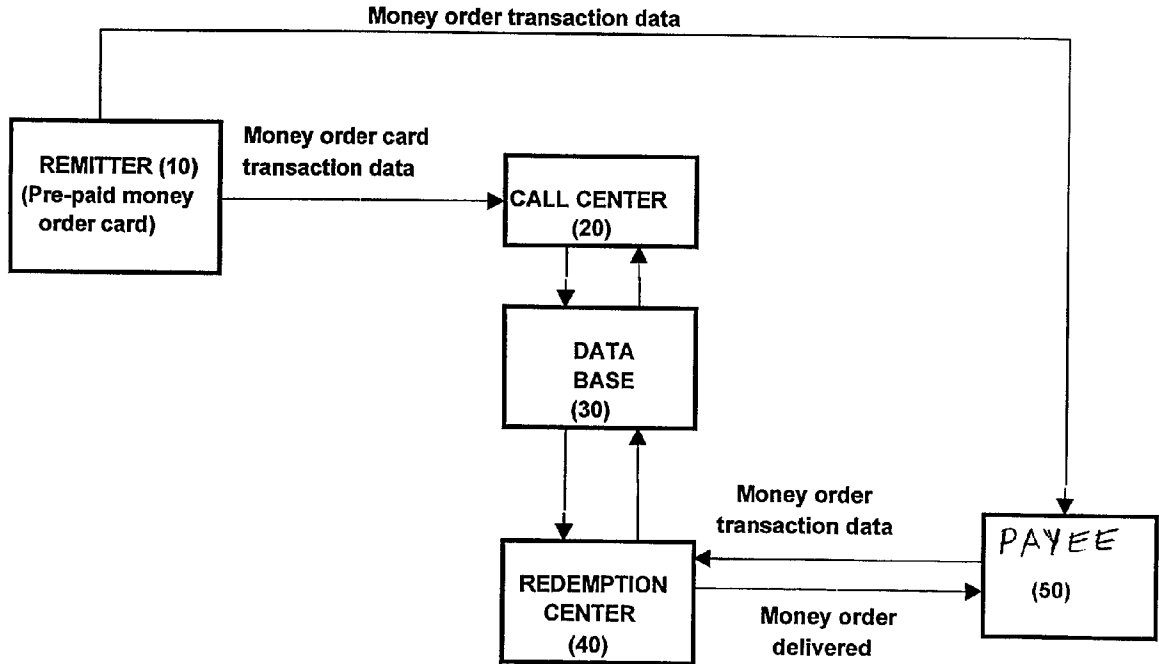 Money order transaction data
REMITTER (10)
(Pre-paid money
order card)
Money order card
transaction data
CALL CENTER
(20)
DATA
BASE
(30)
Money order
transaction data
PAYEE
(50)
REDEMPTION
CENTER
(40)
Money order
delivered